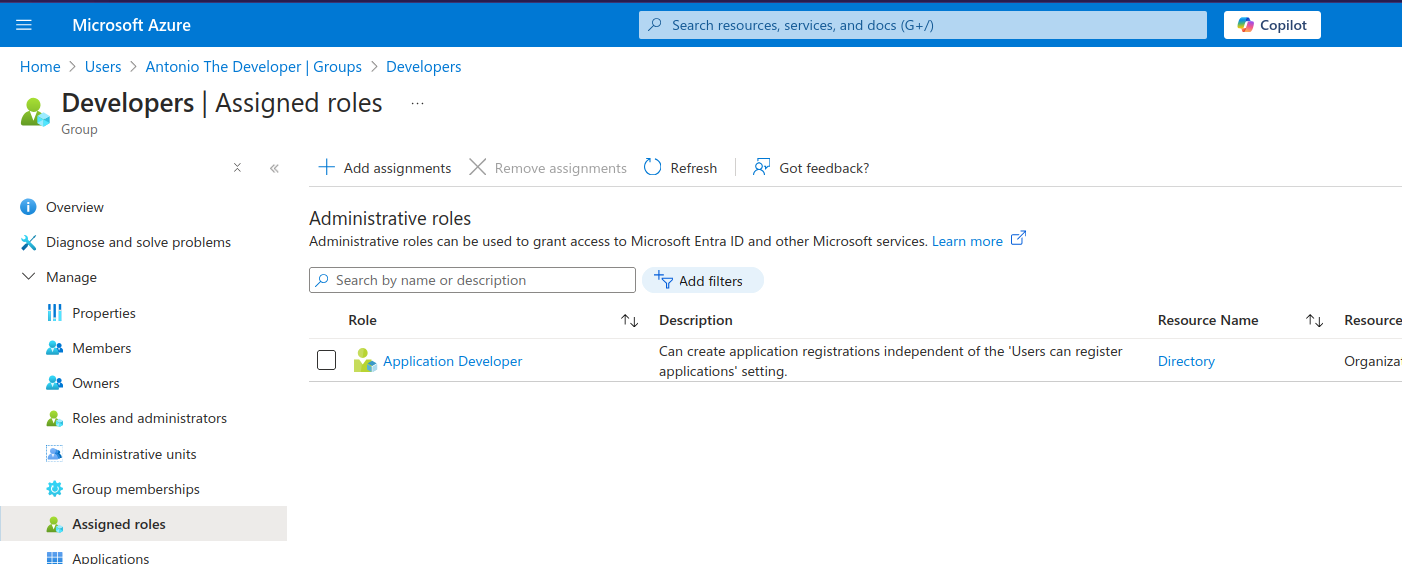 Microsoft Azure
Search resources, services, and docs (G+/)
Copilot
Home > Users > Antonio The Developer | Groups > Developers
Developers | Assigned roles ...
Group
Add assignments
Remove assignments
Refresh
Got feedback?
Overview
Diagnose and solve problems
Manage
Properties
Members
Owners
Roles and administrators
Administrative units
Group memberships
Assigned roles
Applications
Administrative roles
Administrative roles can be used to grant access to Microsoft Entra ID and other Microsoft services. Learn more
Search by name or description
Add filters
Role
Description
Resource Name
Resource
Application Developer
Can create application registrations independent of the 'Users can register
applications' setting.
Directory
Organizat